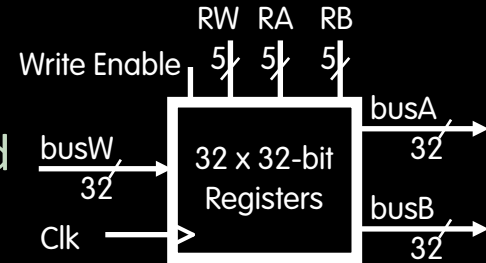 RW RA RB
Write Enable 5 5 5
busW
32
Clk
32 x 32-bit
Registers
busA
32
busB
32